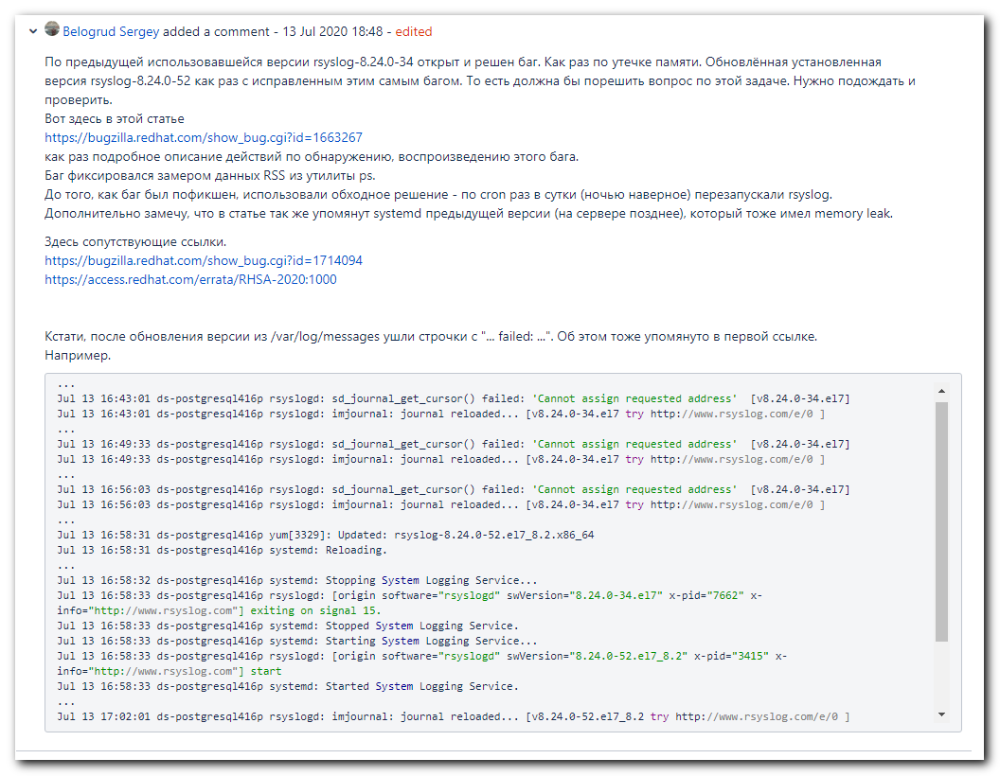 Belogrud Sergey added a comment - 13 Jul 2020 18:48 - edited
По предыдущей использовавшейся версии rsyslog-8.24.0-34 открыт и решен баг. Как раз по утечке памяти. Обновлённая установленная
версия rsyslog-8.24.0-52 как раз с исправленным этим самым багом. То есть должна бы порешить вопрос по этой задаче. Нужно подождать и
проверить.
Вот здесь в этой статье
https://bugzilla.redhat.com/show_bug.cgi?id=1663267
как раз подробное описание действий по обнаружению, воспроизведению этого бага.
Баг фиксировался замером данных RSS из утилиты ps.
До того, как баг был пофикшен, использовали обходное решение - по cron раз в сутки (ночью наверное) перезапускали rsyslog.
Дополнительно замечу, что в статье так же упомянут systemd предыдущей версии (на сервере позднее), который тоже имел memory leak.
Здесь сопутствующие ссылки.
https://bugzilla.redhat.com/show_bug.cgi?id=1714094
https://access.redhat.com/errata/RHSA-2020:1000
Кстати, после обновления версии из /var/log/messages ушли строчки с "... failed: ...". Об этом тоже упомянуто в первой ссылке.
Например.
...
Jul 13 16:43:01 ds-postgresql416p rsyslogd: sd_journal_get_cursor() failed: 'Cannot assign requested address'  [v8.24.0-34.el7]
Jul 13 16:43:01 ds-postgresql416p rsyslogd: imjournal: journal reloaded... [v8.24.0-34.el7 try http://www.rsyslog.com/e/0 ]
...
Jul 13 16:49:33 ds-postgresql416p rsyslogd: sd_journal_get_cursor() failed: 'Cannot assign requested address'  [v8.24.0-34.el7]
Jul 13 16:49:33 ds-postgresql416p rsyslogd: imjournal: journal reloaded... [v8.24.0-34.el7 try http://www.rsyslog.com/e/0 ]
...
Jul 13 16:56:03 ds-postgresql416p rsyslogd: sd_journal_get_cursor() failed: 'Cannot assign requested address'  [v8.24.0-34.el7]
Jul 13 16:56:03 ds-postgresql416p rsyslogd: imjournal: journal reloaded... [v8.24.0-34.el7 try http://www.rsyslog.com/e/0 ]
...
Jul 13 16:58:31 ds-postgresql416p yum[3329]: Updated: rsyslog-8.24.0-52.el7_8.2.x86_64
Jul 13 16:58:31 ds-postgresql416p systemd: Reloading.
...
Jul 13 16:58:32 ds-postgresql416p systemd: Stopping System Logging Service...
Jul 13 16:58:33 ds-postgresql416p rsyslogd: [origin software="rsyslogd" swVersion="8.24.0-34.el7" x-pid="7662" x-
info="http://www.rsyslog.com"] exiting on signal 15.
Jul 13 16:58:33 ds-postgresql416p systemd: Stopped System Logging Service.
Jul 13 16:58:33 ds-postgresql416p systemd: Starting System Logging Service...
Jul 13 16:58:33 ds-postgresql416p rsyslogd: [origin software="rsyslogd" swVersion="8.24.0-52.el7_8.2" x-pid="3415" x-
info="http://www.rsyslog.com"] start
Jul 13 16:58:33 ds-postgresql416p systemd: Started System Logging Service.
...
Jul 13 17:02:01 ds-postgresql416p rsyslogd: imjournal: journal reloaded... [v8.24.0-52.el7_8.2 try http://www.rsyslog.com/e/0 ]